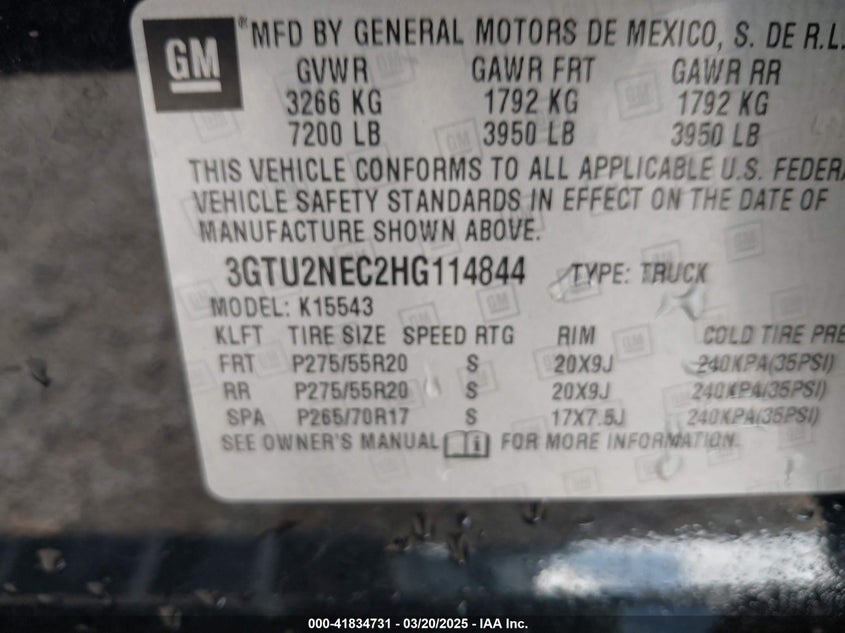 GM
® MFD BY GENERAL MOTORS DE MEXICO, S. DE R.L.
GVWR GAWR FRT GAWR RR
3266 KG 1792 KG 1792 KG
7200 LB 3950 LB 3950 LB
THIS VEHICLE CONFORMS TO ALL APPLICABLE U.S. FEDERA
VEHICLE SAFETY STANDARDS IN EFFECT ON THE DATE OF
MANUFACTURE SHOWN ABOVE.
3GTU2NEC2HG114844 TYPE: TRUCK
MODEL: K15543
KLFT TIRE SIZE SPEED RTG RIM COLD TIRE PRE
FRT P275/55R20 S 20X9J 240KPA(35PSI)
RR P275/55R20 S 20X9J 240KPA(35PSI)
SPA P265/70R17 S 17X7.5J 240KPA(35PSI)
SEE OWNER'S MANUAL FOR MORE INFORMATION.
000-41834731 - 03/20/2025 - IAA Inc.